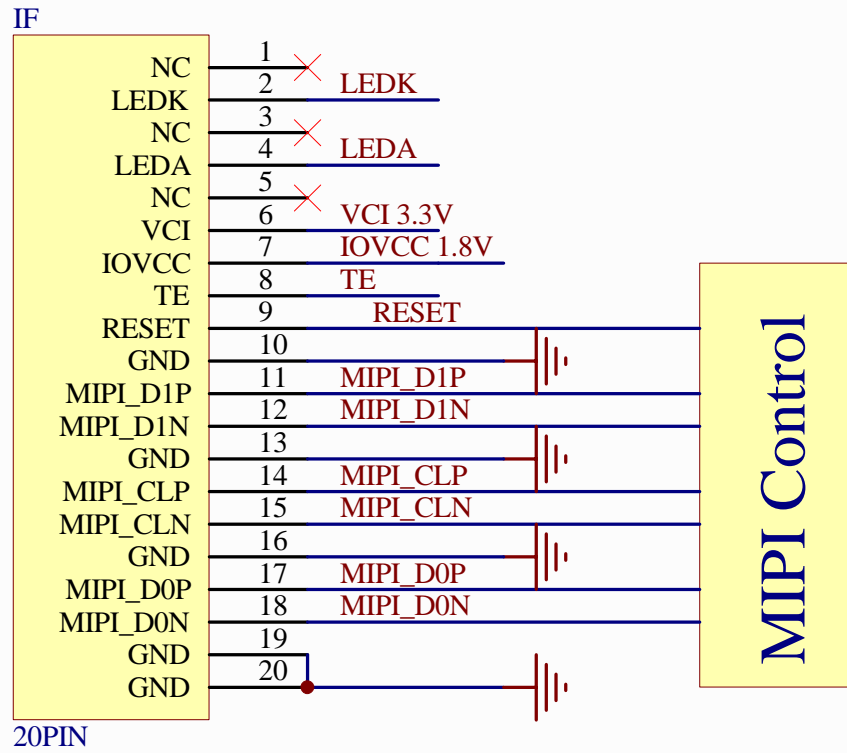 IF
NC 1
LEDK 2 LEDK
NC 3
LEDA 4 LEDA
NC 5
VCI 6 VCI 3.3V
IOVCC 7 IOVCC 1.8V
TE 8 TE
RESET 9 RESET
GND 10
MIPI_D1P 11 MIPI_D1P
MIPI_D1N 12 MIPI_D1N
GND 13
MIPI_CLP 14 MIPI_CLP
MIPI_CLN 15 MIPI_CLN
GND 16
MIPI_D0P 17 MIPI_D0P
MIPI_D0N 18 MIPI_D0N
GND 19
GND 20
20PIN
MIPI Control